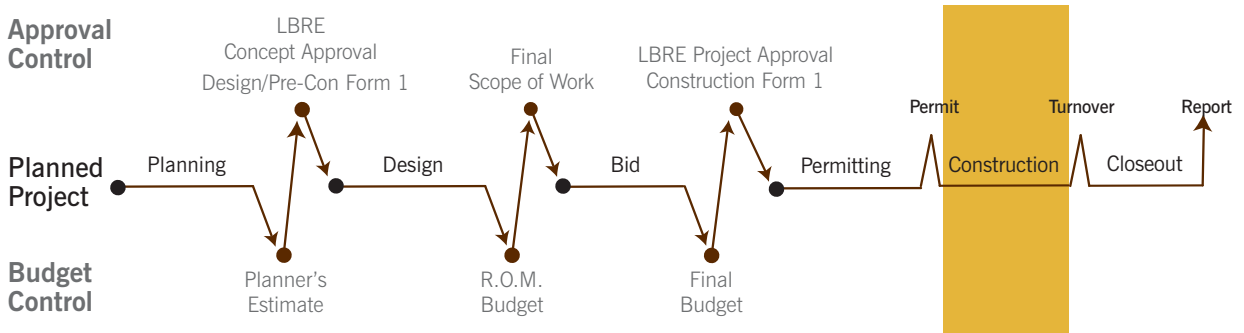 Approval
Control
LBRE
Concept Approval
Design/Pre-Con Form 1
Final
Scope of Work
LBRE Project Approval
Construction Form 1
Permit
Turnover
Report
Planned
Project
Planning
Design
Bid
Permitting
Construction
Closeout
Budget
Control
Planner's
Estimate
R.O.M.
Budget
Final
Budget